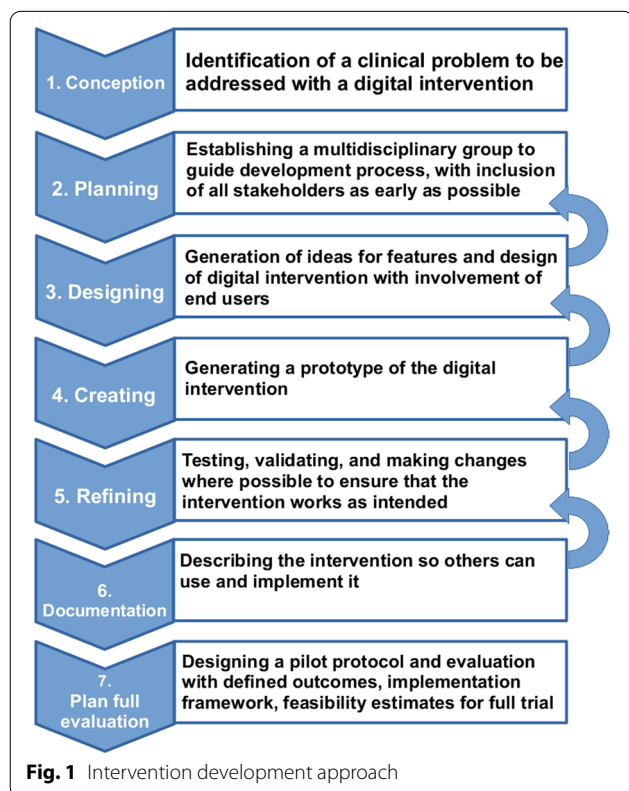 1. Conception
Identification of a clinical problem to be
addressed with a digital intervention
2. Planning
Establishing a multidisciplinary group to
guide development process, with inclusion
of all stakeholders as early as possible
3. Designing
Generation of ideas for features and design
of digital intervention with involvement of
end users
4. Creating
Generating a prototype of the digital
intervention
5. Refining
Testing, validating, and making changes
where possible to ensure that the
intervention works as intended
6.
Documentation
Describing the intervention so others can
use and implement it
7.
Plan full
evaluation
Designing a pilot protocol and evaluation
with defined outcomes, implementation
framework, feasibility estimates for full trial
Fig. 1 Intervention development approach